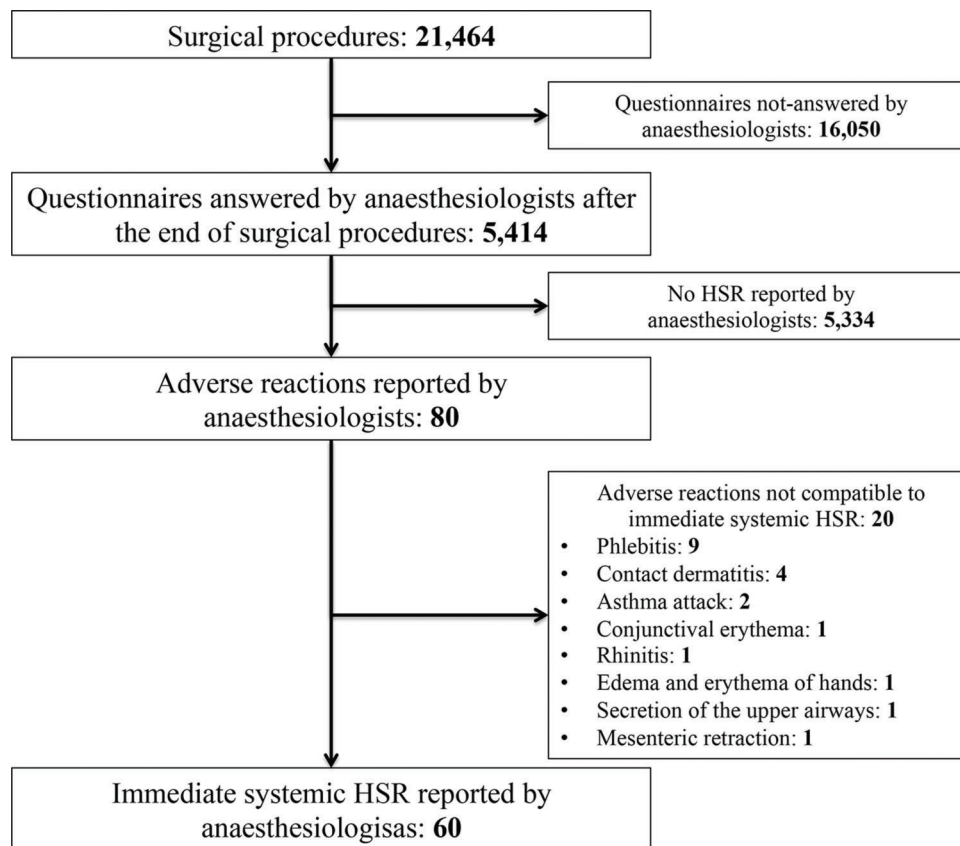 Surgical procedures: 21,464
Questionnaires not-answered by
anaesthesiologists: 16,050
Questionnaires answered by anaesthesiologists after
the end of surgical procedures: 5,414
No HSR reported by
anaesthesiologists: 5,334
Adverse reactions reported by
anaesthesiologists: 80
Adverse reactions not compatible to
immediate systemic HSR: 20
• Phlebitis: 9
• Contact dermatitis: 4
• Asthma attack: 2
• Conjunctival erythema: 1
• Rhinitis: 1
• Edema and erythema of hands: 1
• Secretion of the upper airways: 1
• Mesenteric retraction: 1
Immediate systemic HSR reported by
anaesthesiologisas: 60